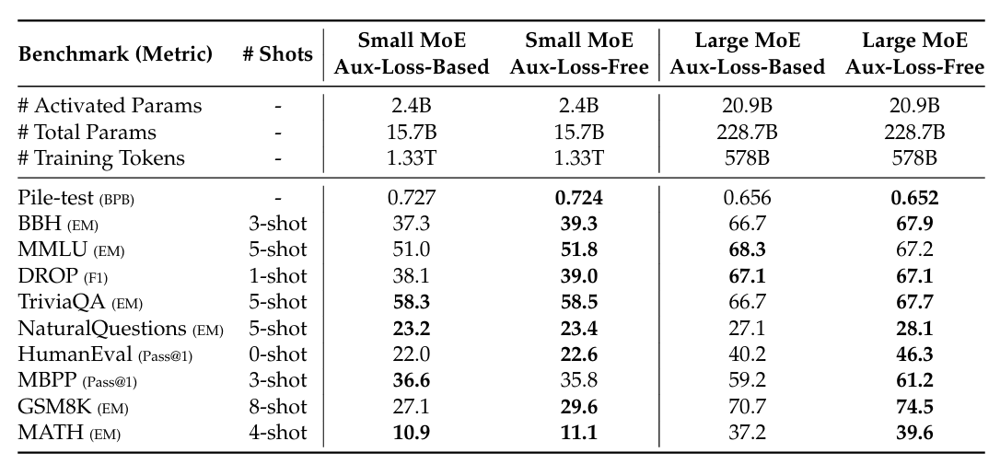 Benchmark (Metric) # Shots Small MoE Small MoE Large MoE Large MoE
Aux-Loss-Based Aux-Loss-Free Aux-Loss-Based Aux-Loss-Free
# Activated Params - 2.4B 2.4B 20.9B 20.9B
# Total Params - 15.7B 15.7B 228.7B 228.7B
# Training Tokens - 1.33T 1.33T 578B 578B
Pile-test (BPB) - 0.727 0.724 0.656 0.652
BBH (EM) 3-shot 37.3 39.3 66.7 67.9
MMLU (EM) 5-shot 51.0 51.8 68.3 67.2
DROP (F1) 1-shot 38.1 39.0 67.1 67.1
TriviaQA (EM) 5-shot 58.3 58.5 66.7 67.7
NaturalQuestions (EM) 5-shot 23.2 23.4 27.1 28.1
HumanEval (Pass@1) 0-shot 22.0 22.6 40.2 46.3
MBPP (Pass@1) 3-shot 36.6 35.8 59.2 61.2
GSM8K (EM) 8-shot 27.1 29.6 70.7 74.5
MATH (EM) 4-shot 10.9 11.1 37.2 39.6